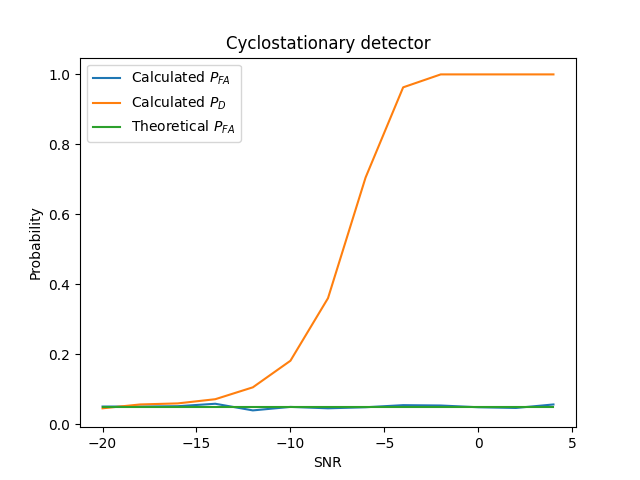 Cyclostationary detector
Calculated P_{FA}
Calculated P_D
Theoretical P_{FA}
Probability
1.0
0.8
0.6
0.4
0.2
0.0
−20 −15 −10 −5 0 5
SNR